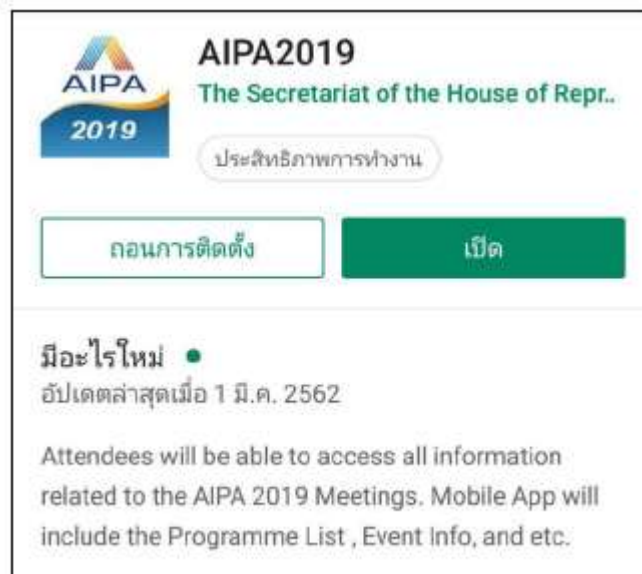 AIPA
2019
AIPA2019
The Secretariat of the House of Repr..
ประสิทธิภาพการทำงาน
ถอนการติดตั้ง
เปิด
มีอะไรใหม่
อัปเดตล่าสุดเมื่อ 1 มี.ค. 2562
Attendees will be able to access all information
related to the AIPA 2019 Meetings. Mobile App will
include the Programme List , Event Info, and etc.